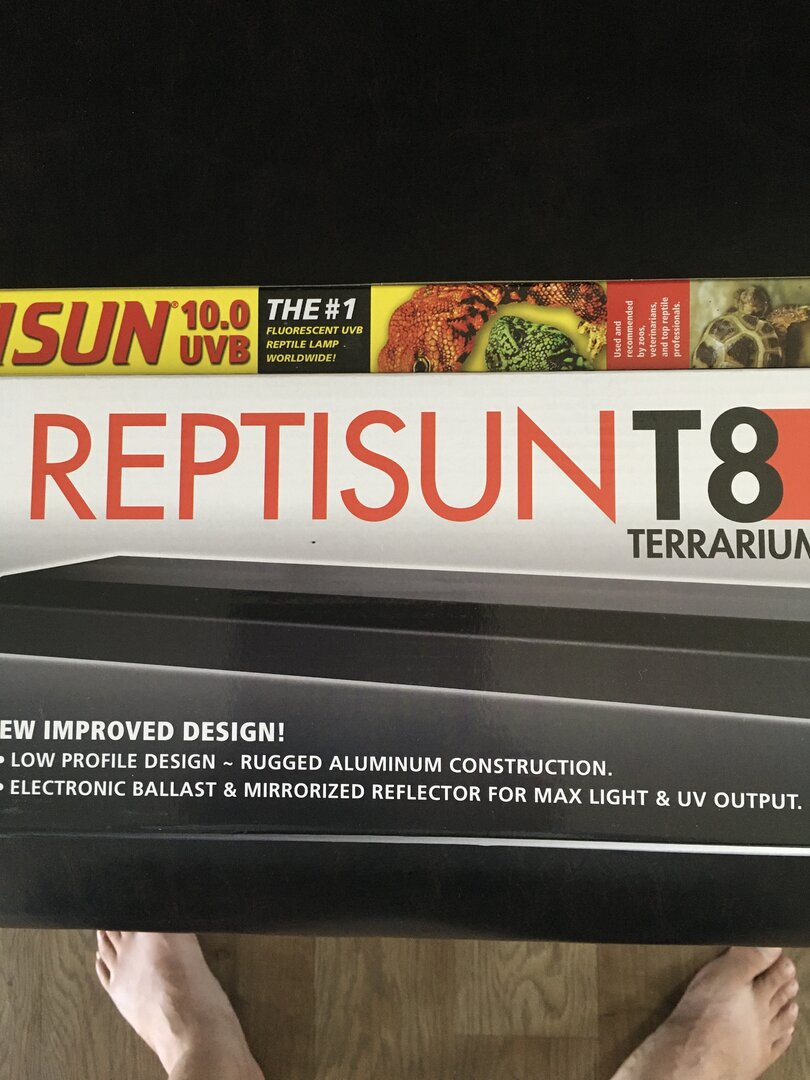 ISUN® 10.0
UVB
THE #1
FLUORESCENT UVB
REPTILE LAMP
WORLDWIDE!
Used and
recommended
by zoos,
veterinarians,
and top reptile
professionals.
REPTISUN T8
TERRARIUM
EW IMPROVED DESIGN!
• LOW PROFILE DESIGN ~ RUGGED ALUMINUM CONSTRUCTION.
• ELECTRONIC BALLAST & MIRRORIZED REFLECTOR FOR MAX LIGHT & UV OUTPUT.